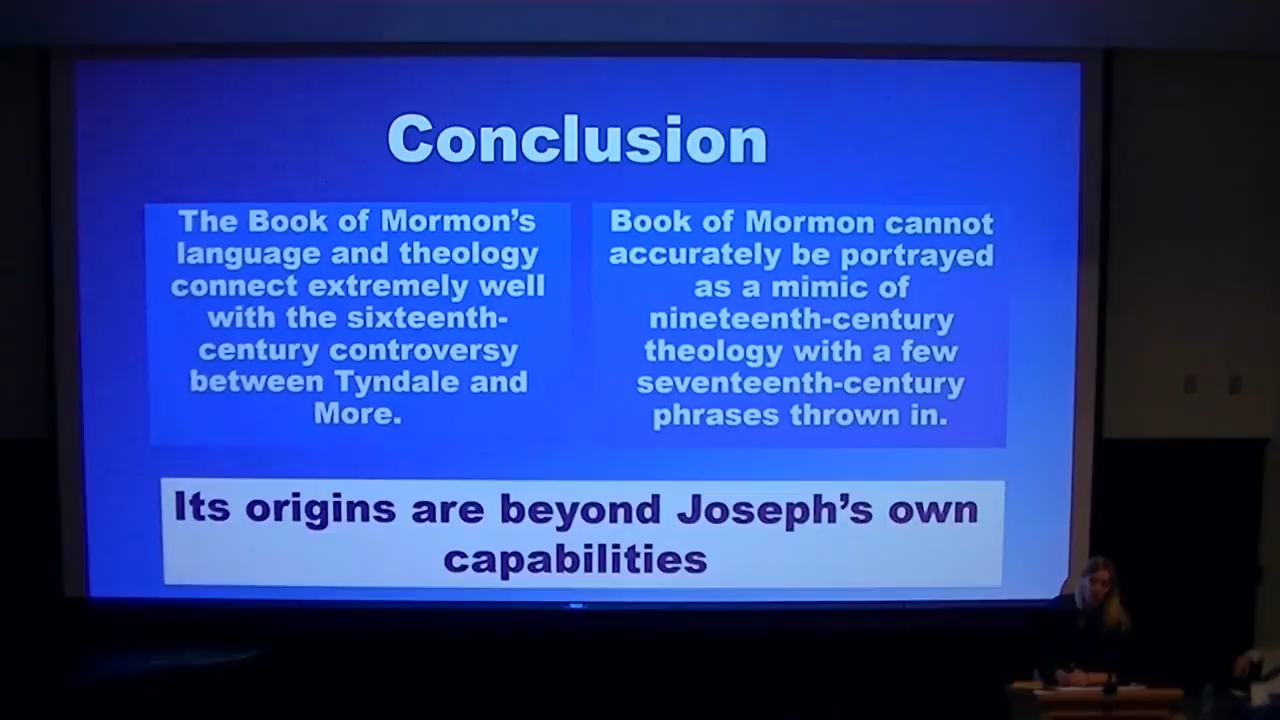 Conclusion
The Book of Mormon's
language and theology
connect extremely well
with the sixteenth-
century controversy
between Tyndale and
More.
Book of Mormon cannot
accurately be portrayed
as a mimic of
nineteenth-century
theology with a few
seventeenth-century
phrases thrown in.
Its origins are beyond Joseph's own
capabilities